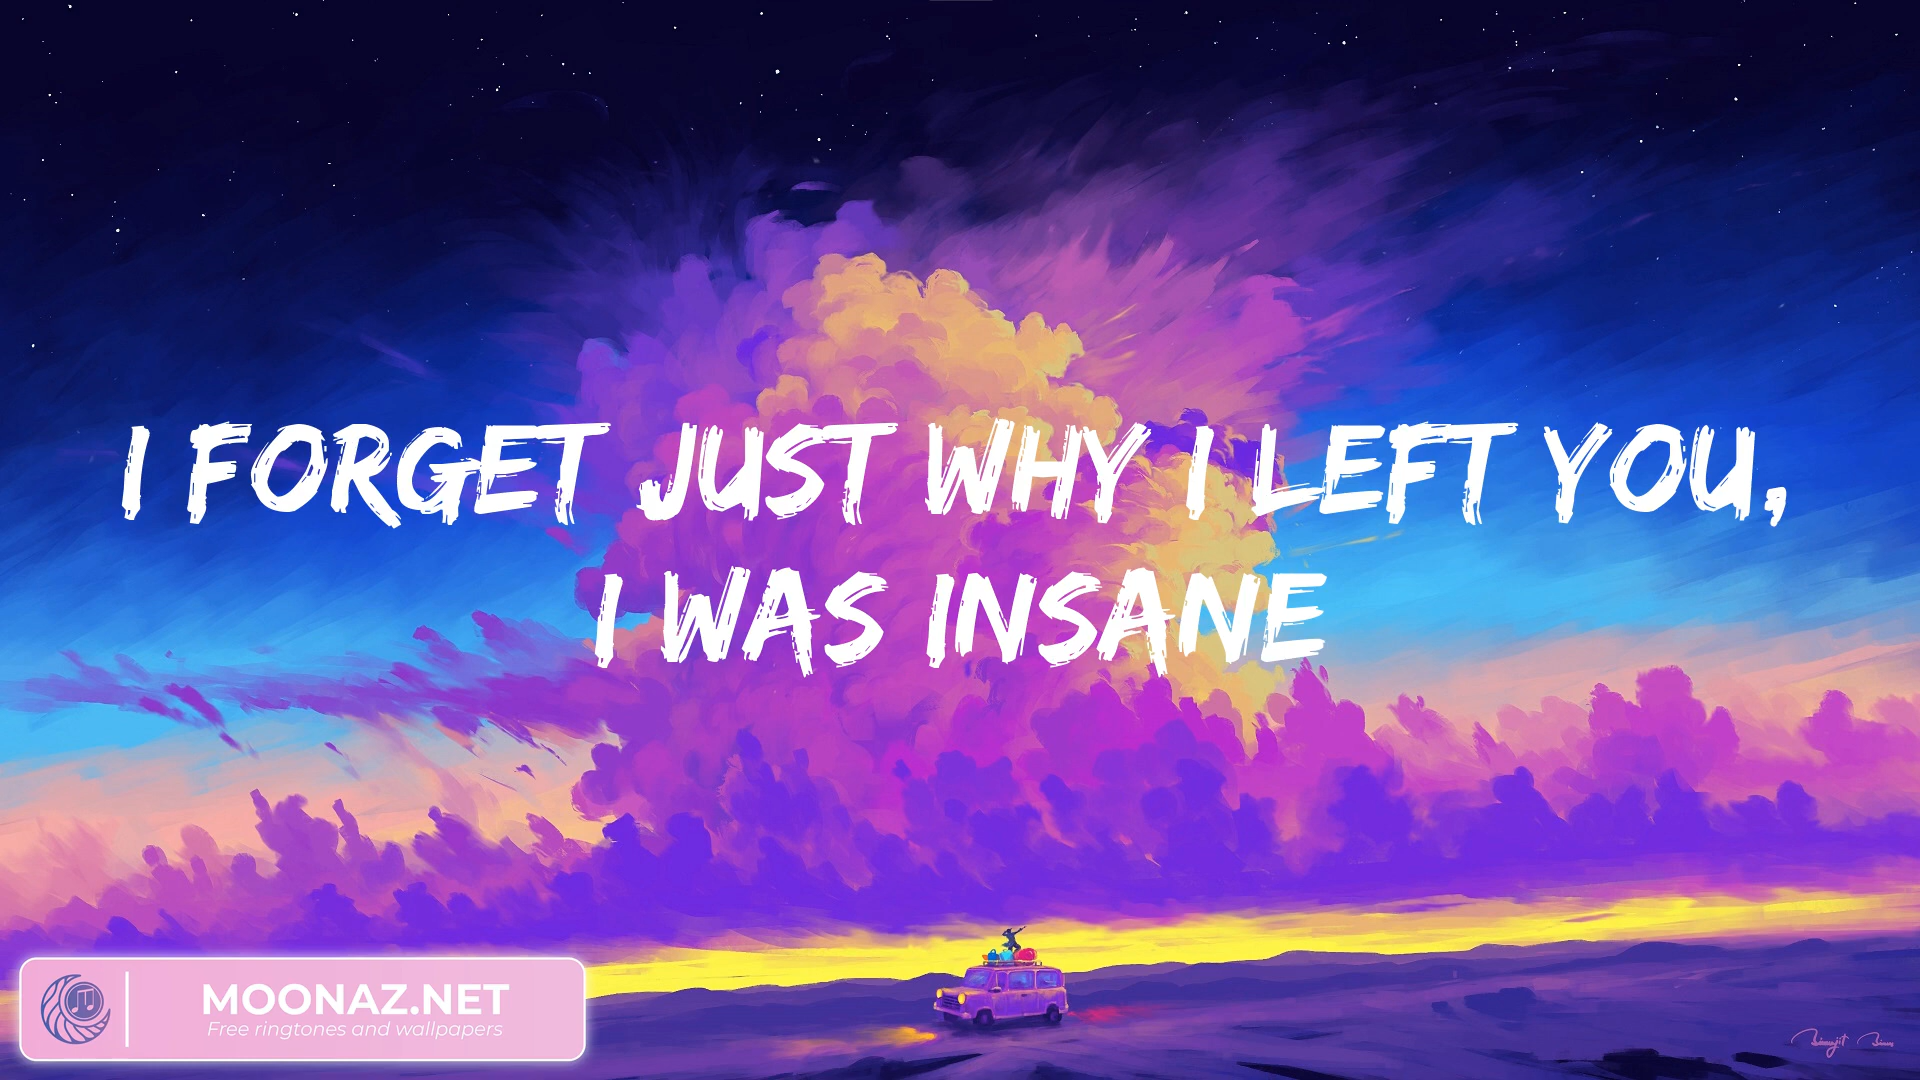 I FORGET JUST WHY I LEFT YOU,
I WAS INSANE
MOONAZ.NET
Free ringtones and wallpapers